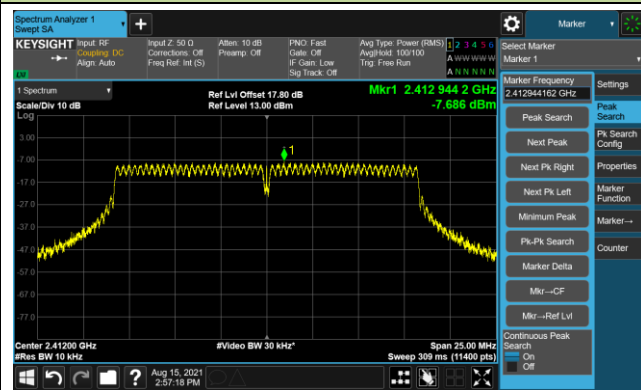 Spectrum Analyzer 1
Swept SA
+
Marker
KEYSIGHT
Input: RF
Coupling: DC
Align: Auto
Input Z: 50 Ω
Corrections: Off
Freq Ref: Int (S)
Atten: 10 dB
Preamp: Off
PNO: Fast
Gate: Off
IF Gain: Low
Sig Track: Off
Avg Type: Power (RMS)
Avg|Hold: 100/100
Trig: Free Run
1 2 3 4 5 6
A W W W W W
A N N N N N
LXI
Select Marker
Marker 1
1 Spectrum
Scale/Div 10 dB
Log
Ref Lvl Offset 17.80 dB
Ref Level 13.00 dBm
Mkr1 2.412 944 2 GHz
-7.686 dBm
3.00
-7.00
-17.0
-27.0
-37.0
-47.0
-57.0
-67.0
-77.0
1
Center 2.41200 GHz
#Res BW 10 kHz
#Video BW 30 kHz*
Span 25.00 MHz
Sweep 309 ms (11400 pts)
Marker Frequency
2.412944162 GHz
Peak Search
Next Peak
Next Pk Right
Next Pk Left
Minimum Peak
Pk-Pk Search
Marker Delta
Mkr→CF
Mkr→Ref Lvl
Continuous Peak
Search
On
Off
Settings
Peak
Search
Pk Search
Config
Properties
Marker
Function
Marker→
Counter
?
Aug 15, 2021
2:57:18 PM